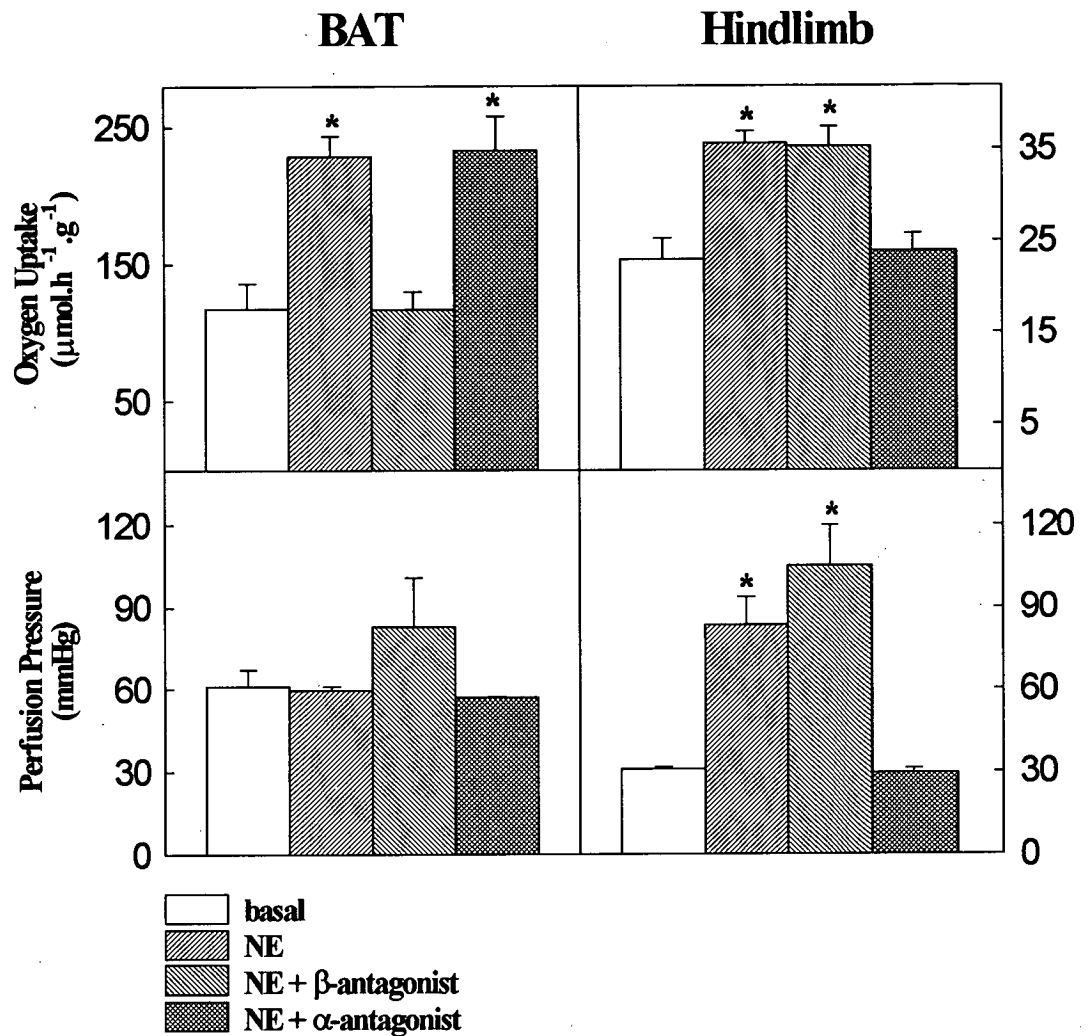 BAT
Hindlimb
*
*
*
*
250
150
50
35
25
15
5
Oxygen Uptake
(μmol.h⁻¹.g⁻¹)
*
*
120
90
60
30
0
120
90
60
30
0
Perfusion Pressure
(mmHg)
basal
NE
NE + β-antagonist
NE + α-antagonist